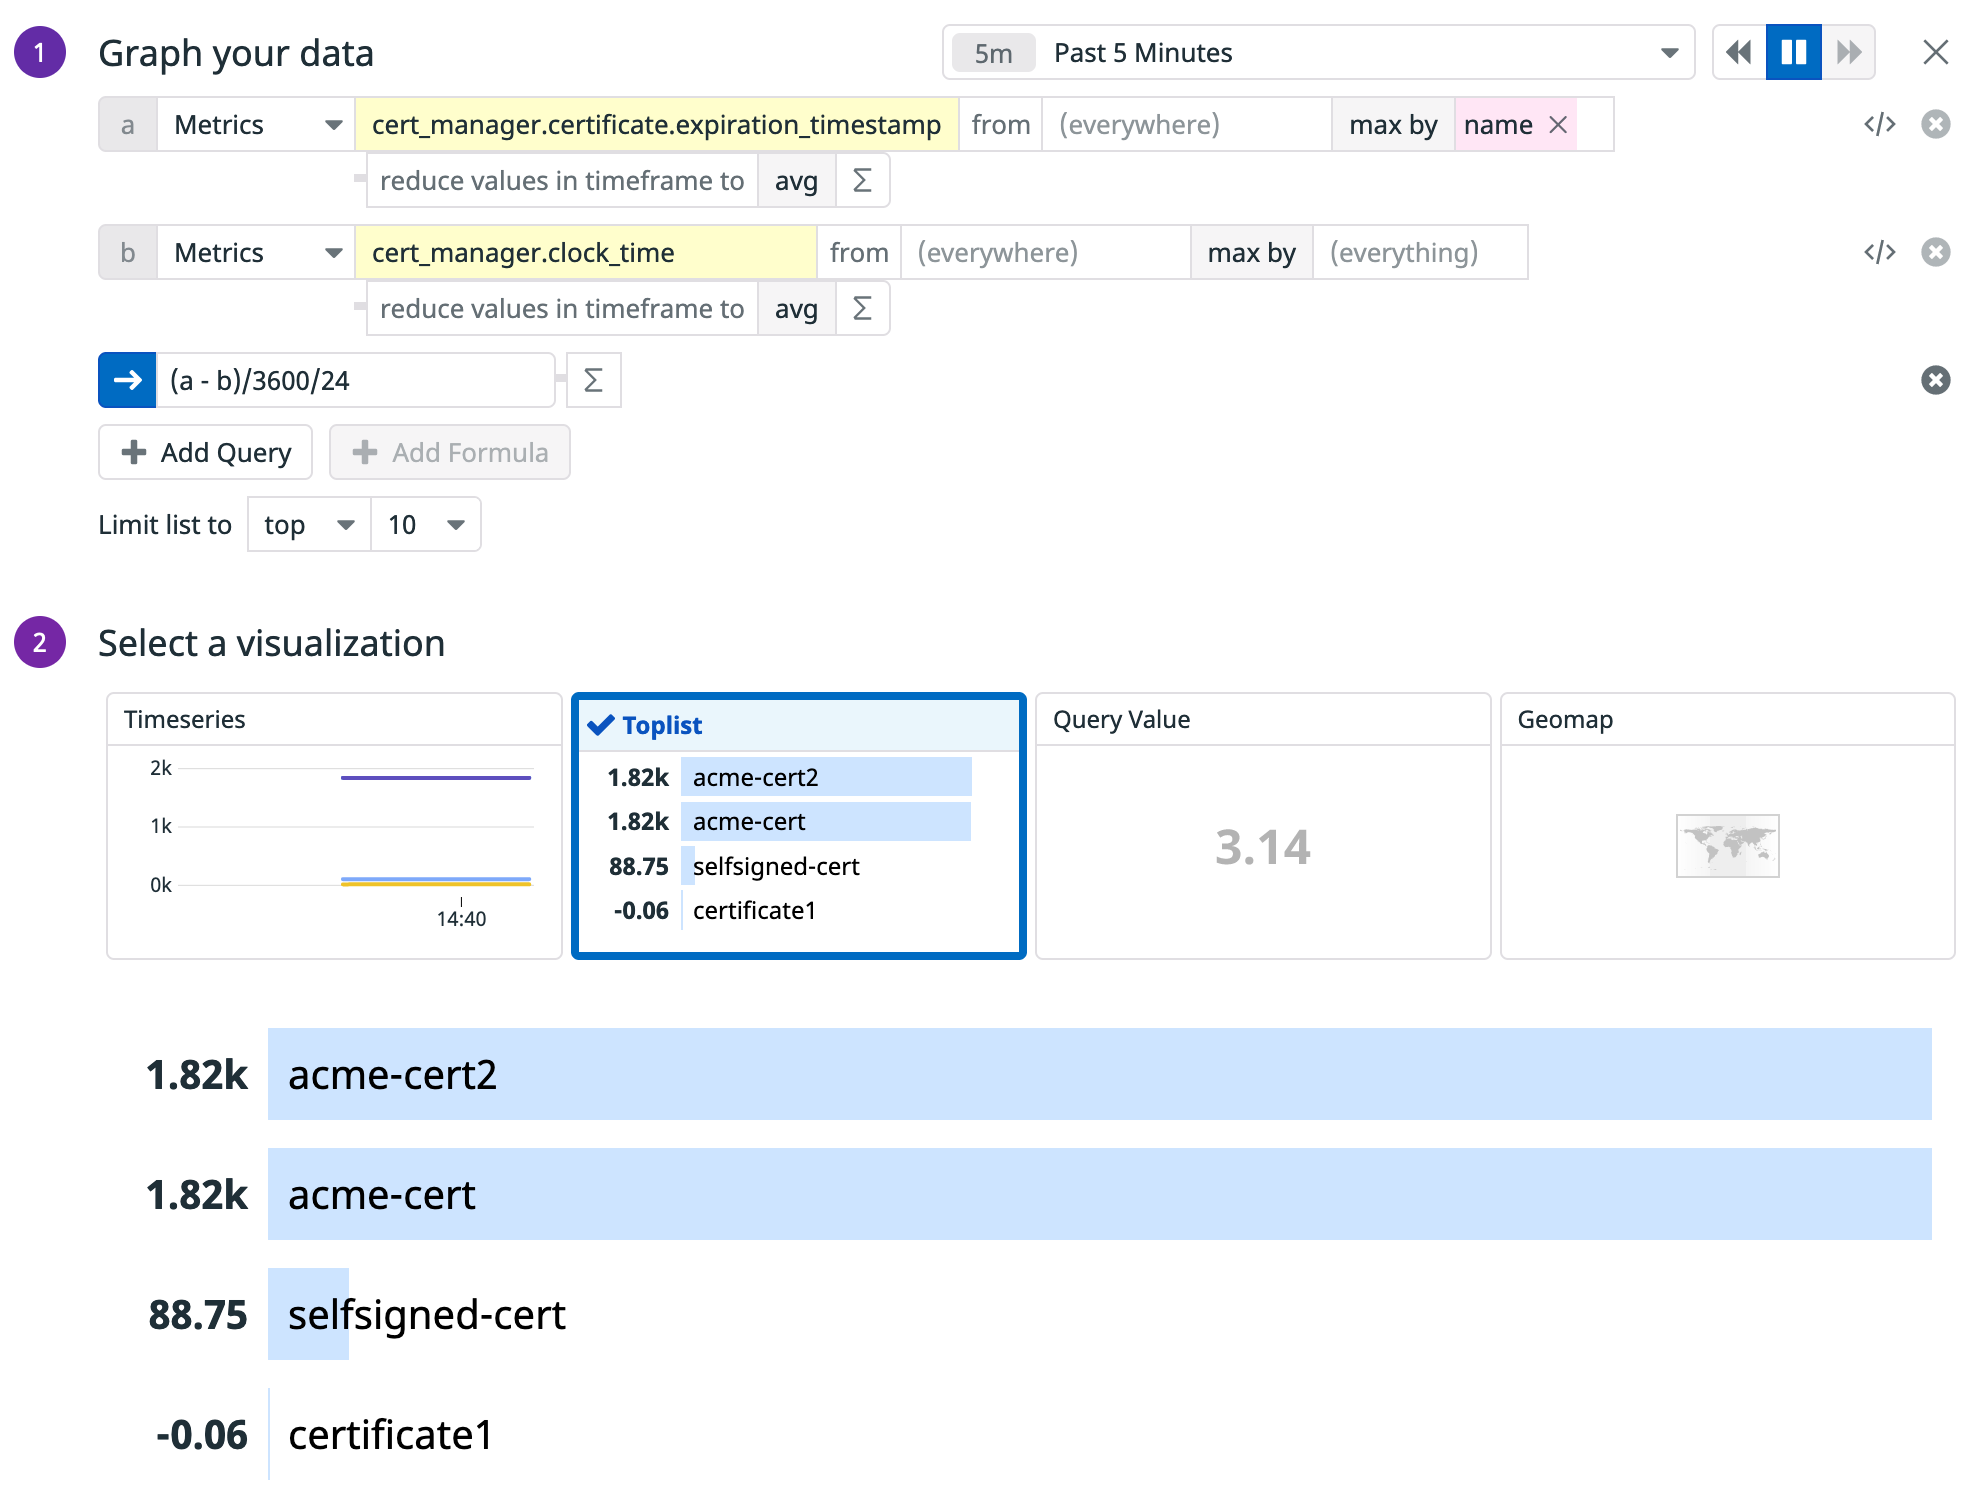 1 Graph your data 5m Past 5 Minutes
a Metrics cert_manager.certificate.expiration_timestamp from (everywhere) max by name
reduce values in timeframe to avg Σ
b Metrics cert_manager.clock_time from (everywhere) max by (everything)
reduce values in timeframe to avg Σ
(a - b)/3600/24 Σ
Add Query Add Formula
Limit list to top 10
2 Select a visualization
Timeseries
2k
1k
0k
14:40
Toplist
1.82k acme-cert2
1.82k acme-cert
88.75 selfsigned-cert
-0.06 certificate1
Query Value
3.14
Geomap
1.82k acme-cert2
1.82k acme-cert
88.75 selfsigned-cert
-0.06 certificate1